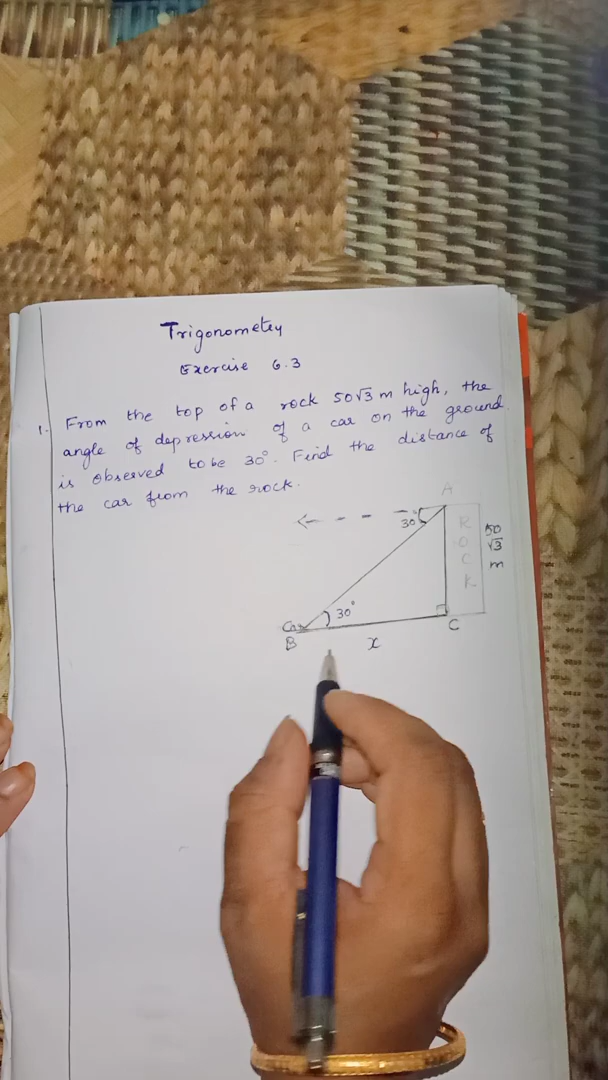 Trigonometry
Exercise 6.3
1. From the top of a rock 50√3 m high, the
angle of depression of a car on the ground
is observed to be 30°. Find the distance of
the car from the rock.
A
30
ROCK
50
√3
m
30°
Car
B
x
C